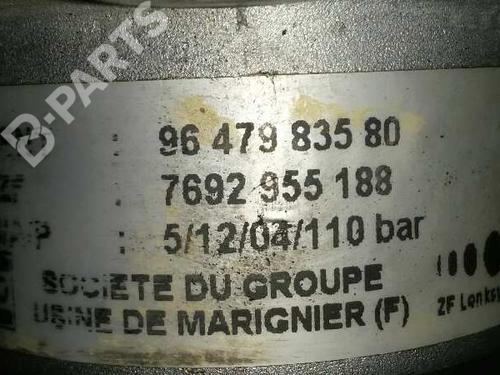 B-PARTS
: 96 479 835 80
: 7692 955 188
: 5/12/04/110 bar
SOCIETE DU GROUPE
USINE DE MARIGNIER (F)
ZF Lenks